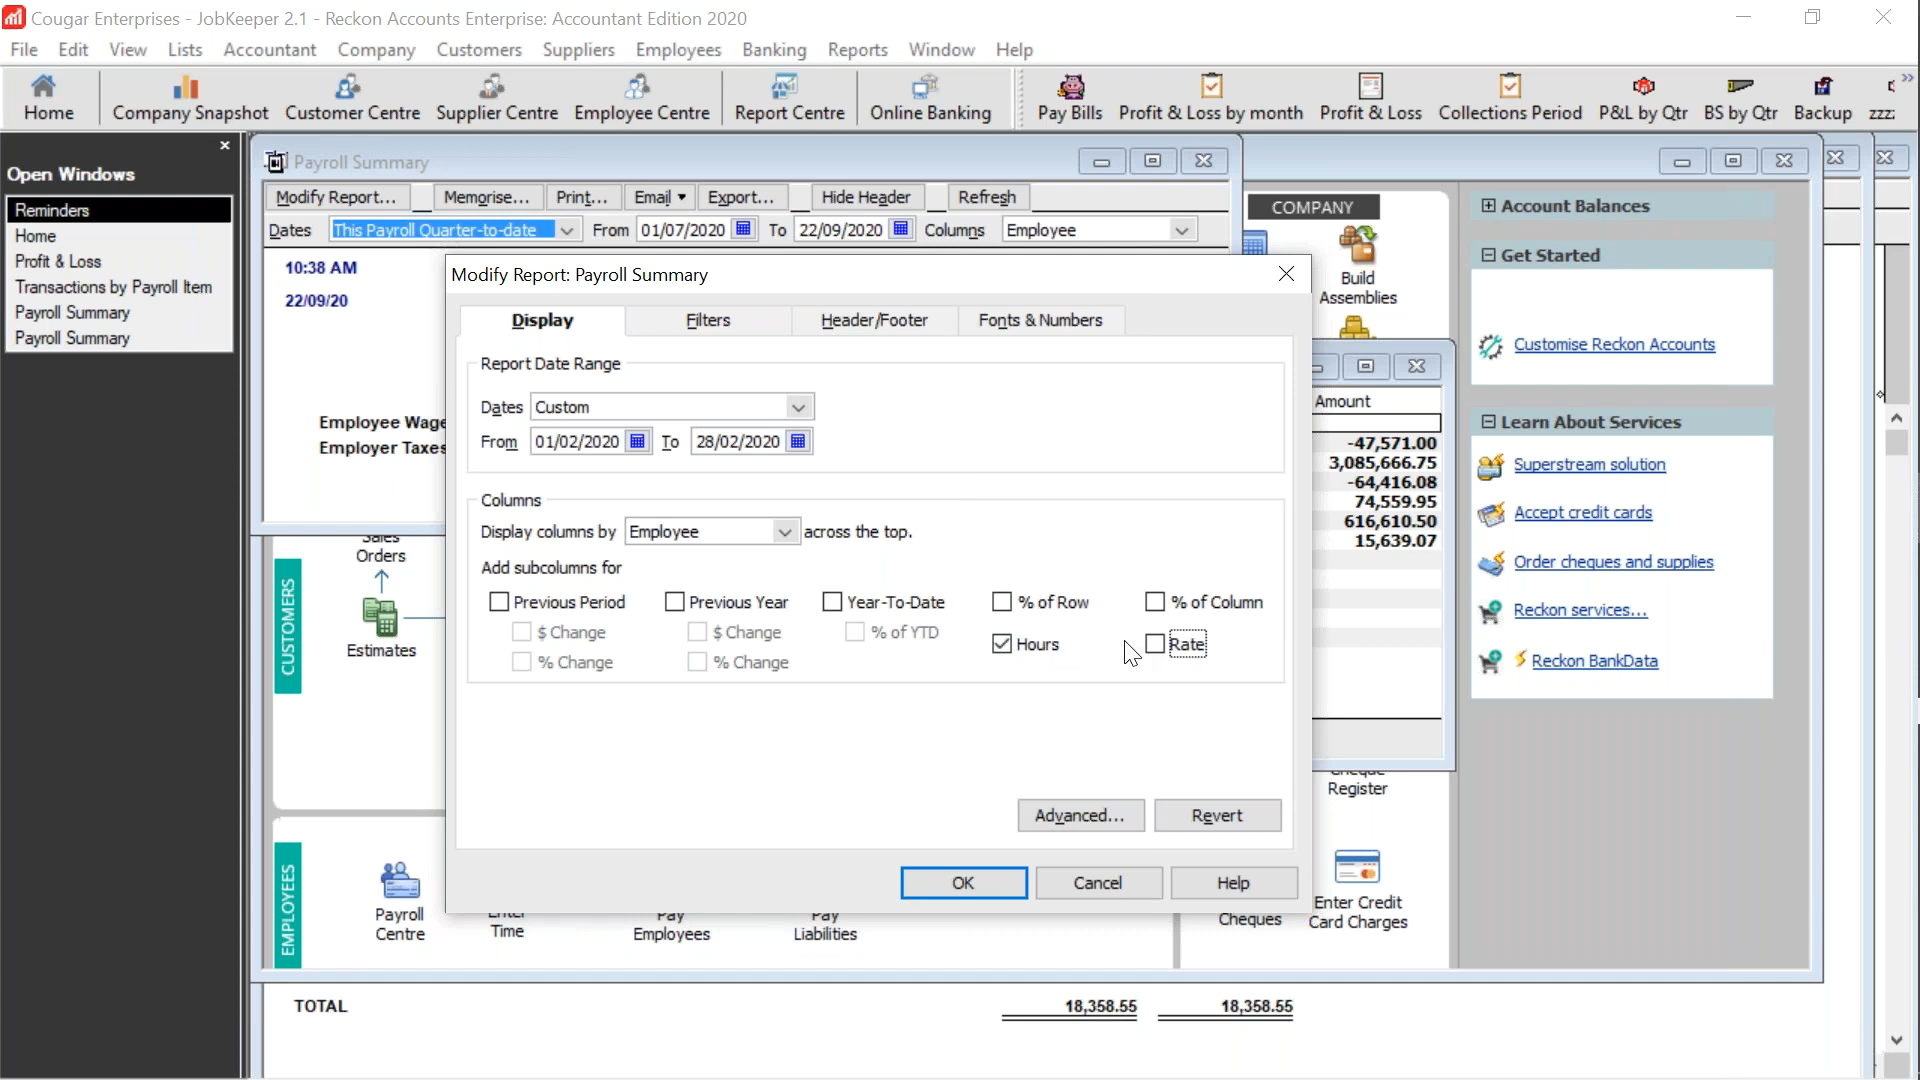 Cougar Enterprises - JobKeeper 2.1 - Reckon Accounts Enterprise: Accountant Edition 2020
File Edit View Lists Accountant Company Customers Suppliers Employees Banking Reports Window Help
Home Company Snapshot Customer Centre Supplier Centre Employee Centre Report Centre Online Banking Pay Bills Profit & Loss by month Profit & Loss Collections Period P&L by Qtr BS by Qtr Backup zzz
Open Windows
Reminders
Home
Profit & Loss
Transactions by Payroll Item
Payroll Summary
Payroll Summary
Payroll Summary
Modify Report... Memorise... Print... Email Export... Hide Header Refresh
Dates This Payroll Quarter-to-date From 01/07/2020 To 22/09/2020 Columns Employee
10:38 AM
22/09/20
Employee Wage
Employer Taxes
Modify Report: Payroll Summary
Display Filters Header/Footer Fonts & Numbers
Report Date Range
Dates Custom
From 01/02/2020 To 28/02/2020
Columns
Display columns by Employee across the top.
Add subcolumns for
Previous Period Previous Year Year-To-Date % of Row % of Column
$ Change $ Change % of YTD Hours Rate
% Change % Change
Advanced... Revert
OK Cancel Help
COMPANY
Build
Assemblies
Amount
-47,571.00
3,085,666.75
-64,416.08
74,559.95
616,610.50
15,639.07
Account Balances
Get Started
Customise Reckon Accounts
Learn About Services
Superstream solution
Accept credit cards
Order cheques and supplies
Reckon services...
Reckon BankData
CUSTOMERS
Sales
Orders
Estimates
EMPLOYEES
Payroll
Centre
Enter
Time
Pay
Employees
Pay
Liabilities
Cheque
Register
Cheques
Enter Credit
Card Charges
TOTAL 18,358.55 18,358.55